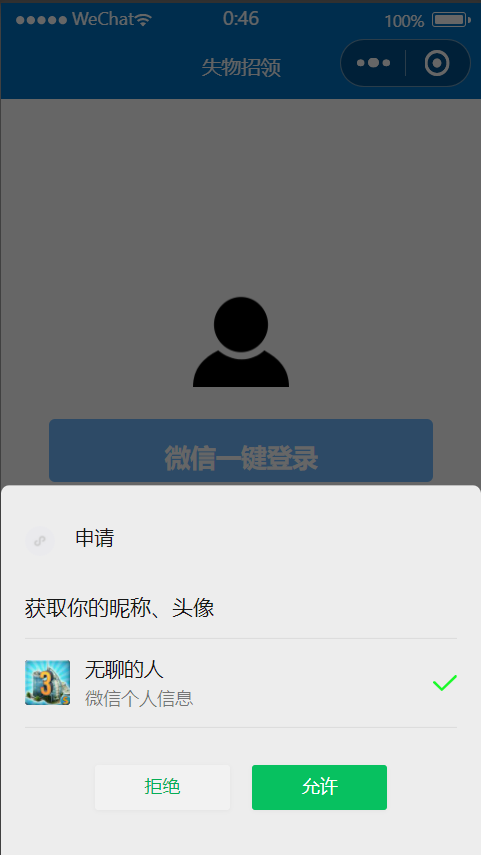 WeChat 0:46 100%
失物招领
微信一键登录
申请
获取你的昵称、头像
3
无聊的人
微信个人信息
拒绝 允许